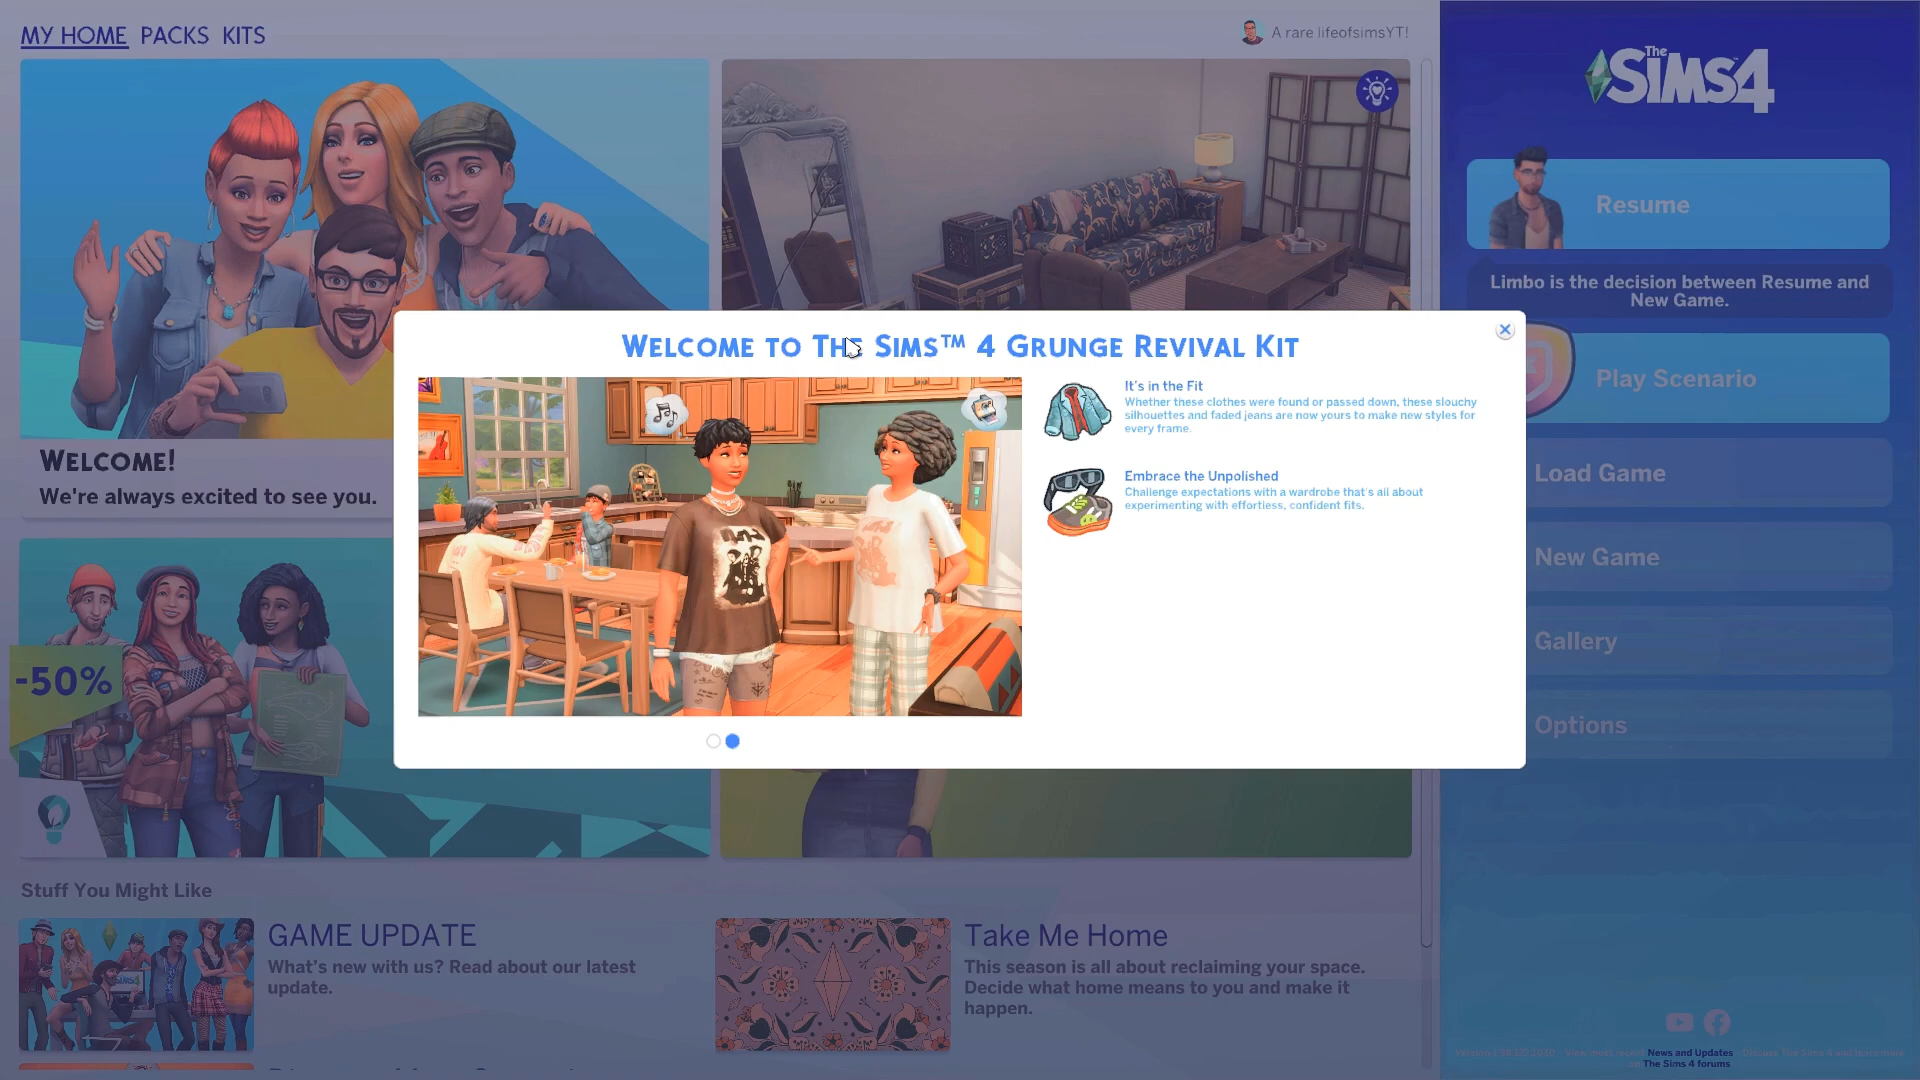 MY HOME PACKS KITS
A rare lifeofsimsYT!
The SIMS 4
Resume
Limbo is the decision between Resume and
New Game.
Play Scenario
Load Game
New Game
Gallery
Options
WELCOME TO THE SIMS™ 4 GRUNGE REVIVAL KIT
It's in the Fit
Whether these clothes were found or passed down, these slouchy
silhouettes and faded jeans are now yours to make new styles for
every frame.
Embrace the Unpolished
Challenge expectations with a wardrobe that's all about
experimenting with effortless, confident fits.
WELCOME!
We're always excited to see you.
-50%
Stuff You Might Like
GAME UPDATE
What's new with us? Read about our latest
update.
Take Me Home
This season is all about reclaiming your space.
Decide what home means to you and make it
happen.
News and Updates
The Sims 4 forums